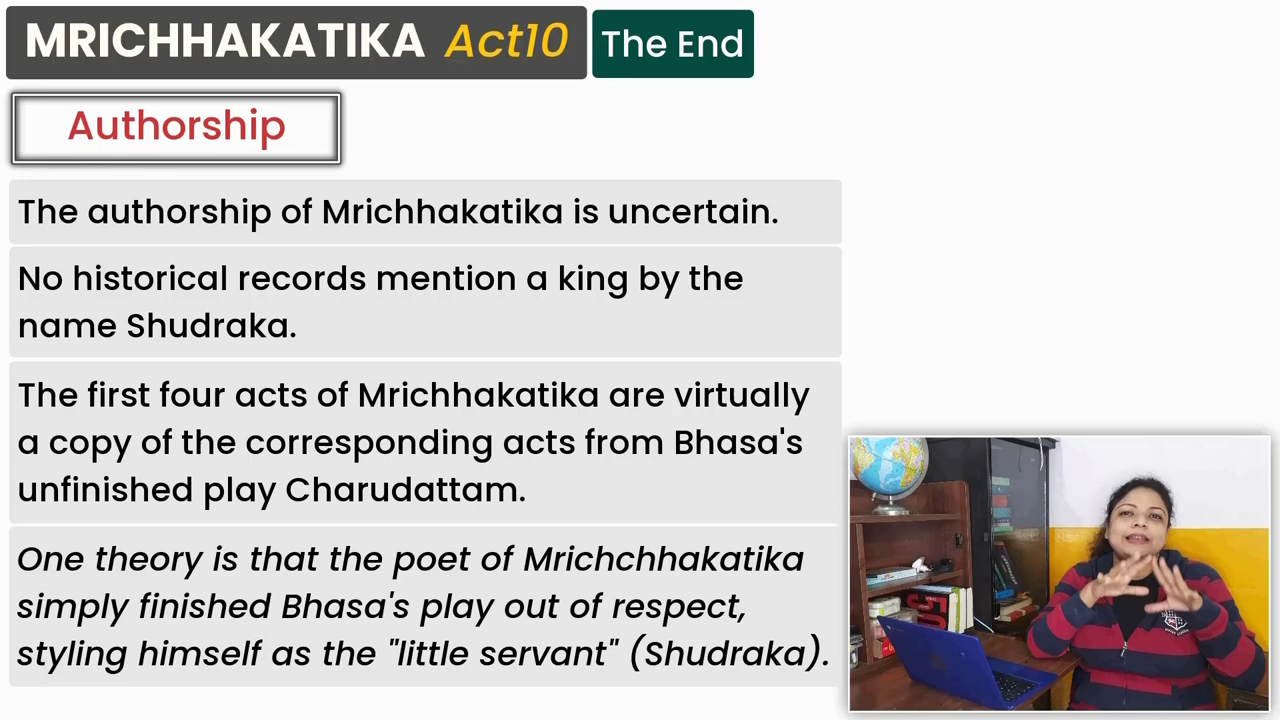 MRICHHAKATIKA Act10 The End
Authorship
The authorship of Mrichhakatika is uncertain.
No historical records mention a king by the
name Shudraka.
The first four acts of Mrichhakatika are virtually
a copy of the corresponding acts from Bhasa's
unfinished play Charudattam.
One theory is that the poet of Mrichchhakatika
simply finished Bhasa's play out of respect,
styling himself as the "little servant" (Shudraka).